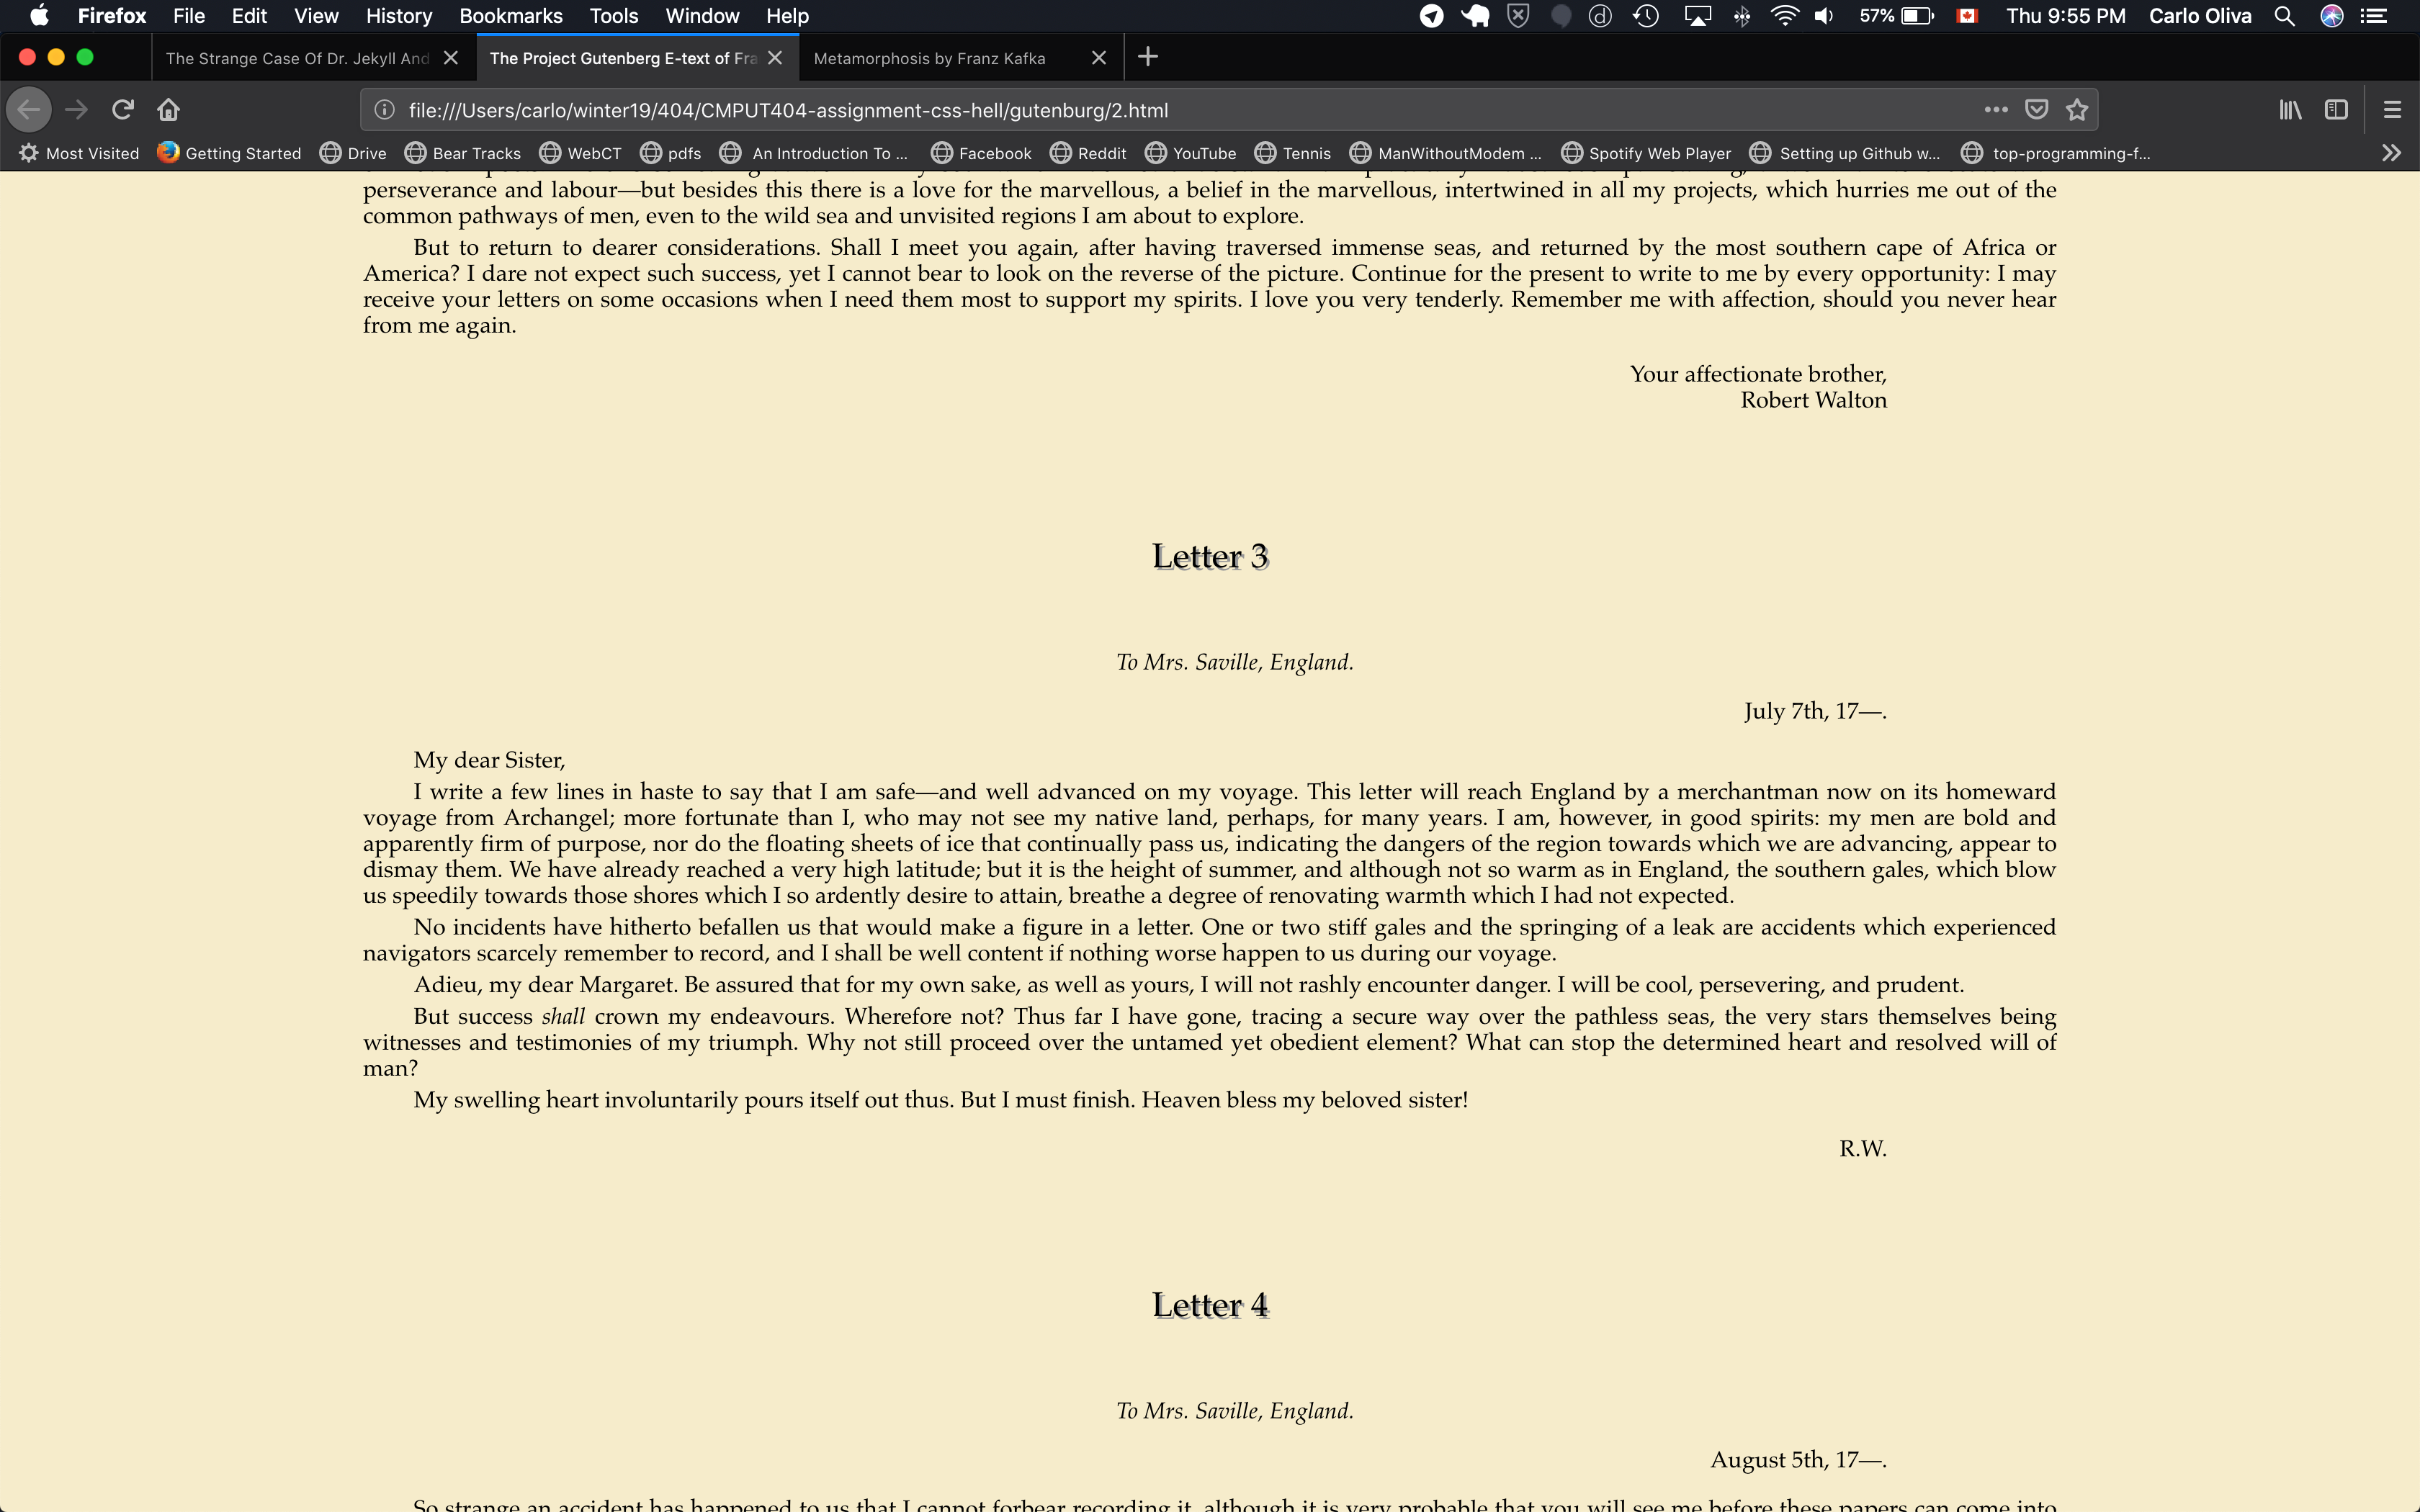 Firefox File Edit View History Bookmarks Tools Window Help 57% Thu 9:55 PM Carlo Oliva
The Strange Case Of Dr. Jekyll And The Project Gutenberg E-text of Fra Metamorphosis by Franz Kafka
file:///Users/carlo/winter19/404/CMPUT404-assignment-css-hell/gutenburg/2.html
Most Visited Getting Started Drive Bear Tracks WebCT pdfs An Introduction To ... Facebook Reddit YouTube Tennis ManWithoutModem ... Spotify Web Player Setting up Github w... top-programming-f...
perseverance and labour—but besides this there is a love for the marvellous, a belief in the marvellous, intertwined in all my projects, which hurries me out of the
common pathways of men, even to the wild sea and unvisited regions I am about to explore.
But to return to dearer considerations. Shall I meet you again, after having traversed immense seas, and returned by the most southern cape of Africa or
America? I dare not expect such success, yet I cannot bear to look on the reverse of the picture. Continue for the present to write to me by every opportunity: I may
receive your letters on some occasions when I need them most to support my spirits. I love you very tenderly. Remember me with affection, should you never hear
from me again.
Your affectionate brother,
Robert Walton
Letter 3
To Mrs. Saville, England.
July 7th, 17—.
My dear Sister,
I write a few lines in haste to say that I am safe—and well advanced on my voyage. This letter will reach England by a merchantman now on its homeward
voyage from Archangel; more fortunate than I, who may not see my native land, perhaps, for many years. I am, however, in good spirits: my men are bold and
apparently firm of purpose, nor do the floating sheets of ice that continually pass us, indicating the dangers of the region towards which we are advancing, appear to
dismay them. We have already reached a very high latitude; but it is the height of summer, and although not so warm as in England, the southern gales, which blow
us speedily towards those shores which I so ardently desire to attain, breathe a degree of renovating warmth which I had not expected.
No incidents have hitherto befallen us that would make a figure in a letter. One or two stiff gales and the springing of a leak are accidents which experienced
navigators scarcely remember to record, and I shall be well content if nothing worse happen to us during our voyage.
Adieu, my dear Margaret. Be assured that for my own sake, as well as yours, I will not rashly encounter danger. I will be cool, persevering, and prudent.
But success shall crown my endeavours. Wherefore not? Thus far I have gone, tracing a secure way over the pathless seas, the very stars themselves being
witnesses and testimonies of my triumph. Why not still proceed over the untamed yet obedient element? What can stop the determined heart and resolved will of
man?
My swelling heart involuntarily pours itself out thus. But I must finish. Heaven bless my beloved sister!
R.W.
Letter 4
To Mrs. Saville, England.
August 5th, 17—.
So strange an accident has happened to us that I cannot forbear recording it, although it is very probable that you will see me before these papers can come into